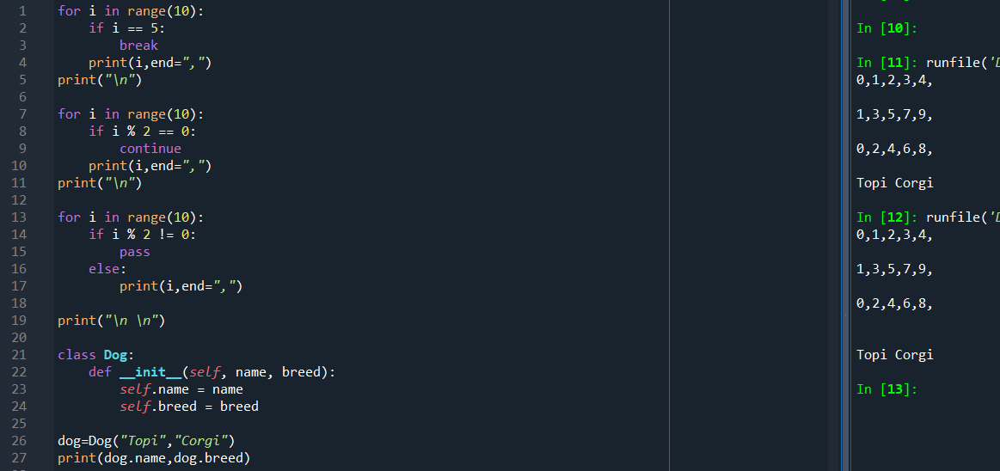 1 for i in range(10):
2     if i == 5:
3         break
4     print(i,end=",")
5 print("\n")
6
7 for i in range(10):
8     if i % 2 == 0:
9         continue
10     print(i,end=",")
11 print("\n")
12
13 for i in range(10):
14     if i % 2 != 0:
15         pass
16     else:
17         print(i,end=",")
18
19 print("\n \n")
20
21 class Dog:
22     def __init__(self, name, breed):
23         self.name = name
24         self.breed = breed
25
26 dog=Dog("Topi","Corgi")
27 print(dog.name,dog.breed)
In [10]:
In [11]: runfile('
0,1,2,3,4,
1,3,5,7,9,
0,2,4,6,8,
Topi Corgi
In [12]: runfile('
0,1,2,3,4,
1,3,5,7,9,
0,2,4,6,8,
Topi Corgi
In [13]: